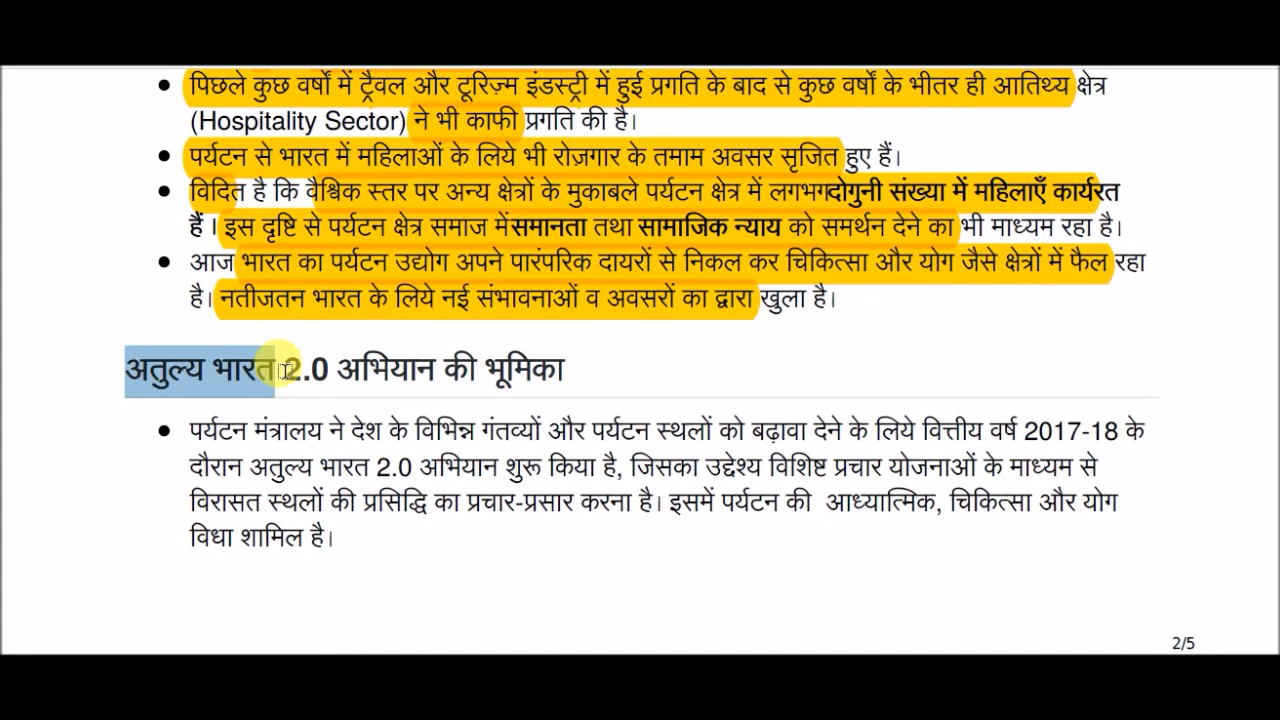 पिछले कुछ वर्षों में ट्रैवल और टूरिज़्म इंडस्ट्री में हुई प्रगति के बाद से कुछ वर्षों के भीतर ही आतिथ्य क्षेत्र
(Hospitality Sector) ने भी काफी प्रगति की है।
पर्यटन से भारत में महिलाओं के लिये भी रोज़गार के तमाम अवसर सृजित हुए हैं।
विदित है कि वैश्विक स्तर पर अन्य क्षेत्रों के मुकाबले पर्यटन क्षेत्र में लगभगदोगुनी संख्या में महिलाएँ कार्यरत
हैं । इस दृष्टि से पर्यटन क्षेत्र समाज मेंसमानता तथा सामाजिक न्याय को समर्थन देने का भी माध्यम रहा है।
आज भारत का पर्यटन उद्योग अपने पारंपरिक दायरों से निकल कर चिकित्सा और योग जैसे क्षेत्रों में फैल रहा
है। नतीजतन भारत के लिये नई संभावनाओं व अवसरों का द्वारा खुला है।
अतुल्य भारत 2.0 अभियान की भूमिका
पर्यटन मंत्रालय ने देश के विभिन्न गंतव्यों और पर्यटन स्थलों को बढ़ावा देने के लिये वित्तीय वर्ष 2017-18 के
दौरान अतुल्य भारत 2.0 अभियान शुरू किया है, जिसका उद्देश्य विशिष्ट प्रचार योजनाओं के माध्यम से
विरासत स्थलों की प्रसिद्धि का प्रचार-प्रसार करना है। इसमें पर्यटन की आध्यात्मिक, चिकित्सा और योग
विधा शामिल है।
2/5